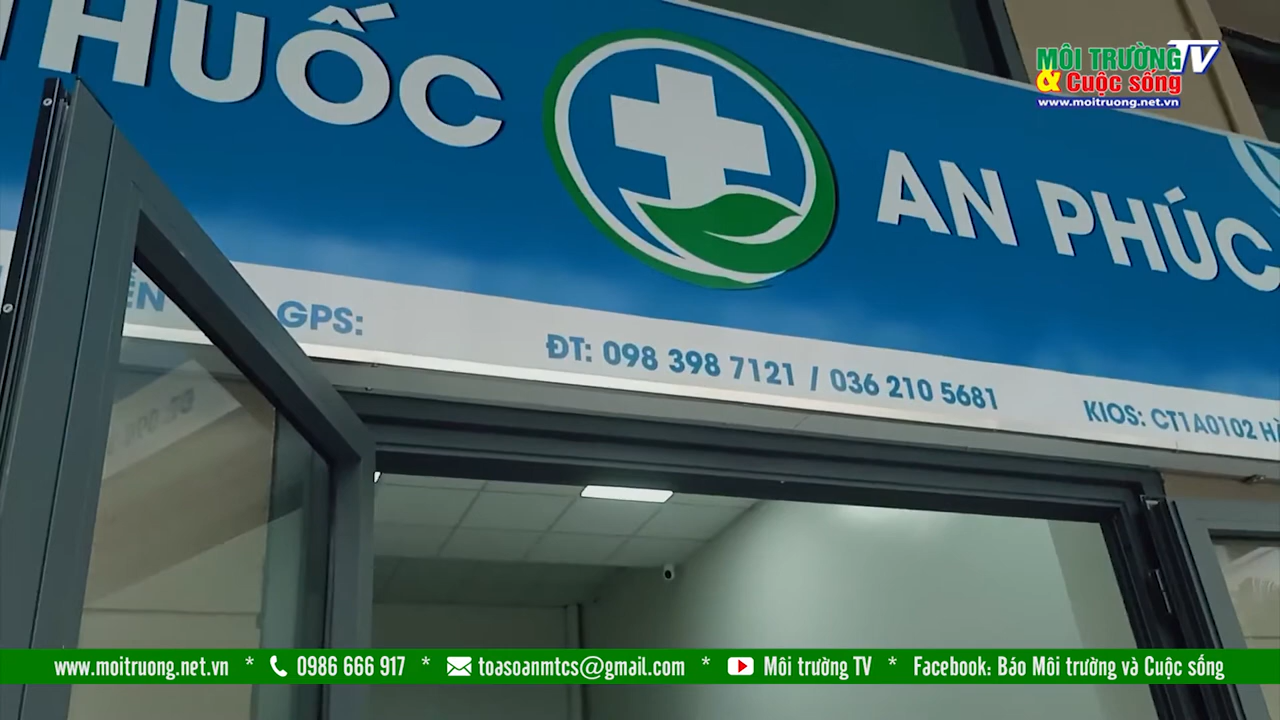 THUỐC AN PHÚC
GPS:
ĐT: 098 398 7121 / 036 210 5681
KIOS: CT1A0102
MÔI TRƯỜNG TV
& Cuộc sống
www.moitruong.net.vn
www.moitruong.net.vn * 0986 666 917 * toasoanmtcs@gmail.com * Môi trường TV * Facebook: Báo Môi trường và Cuộc sống